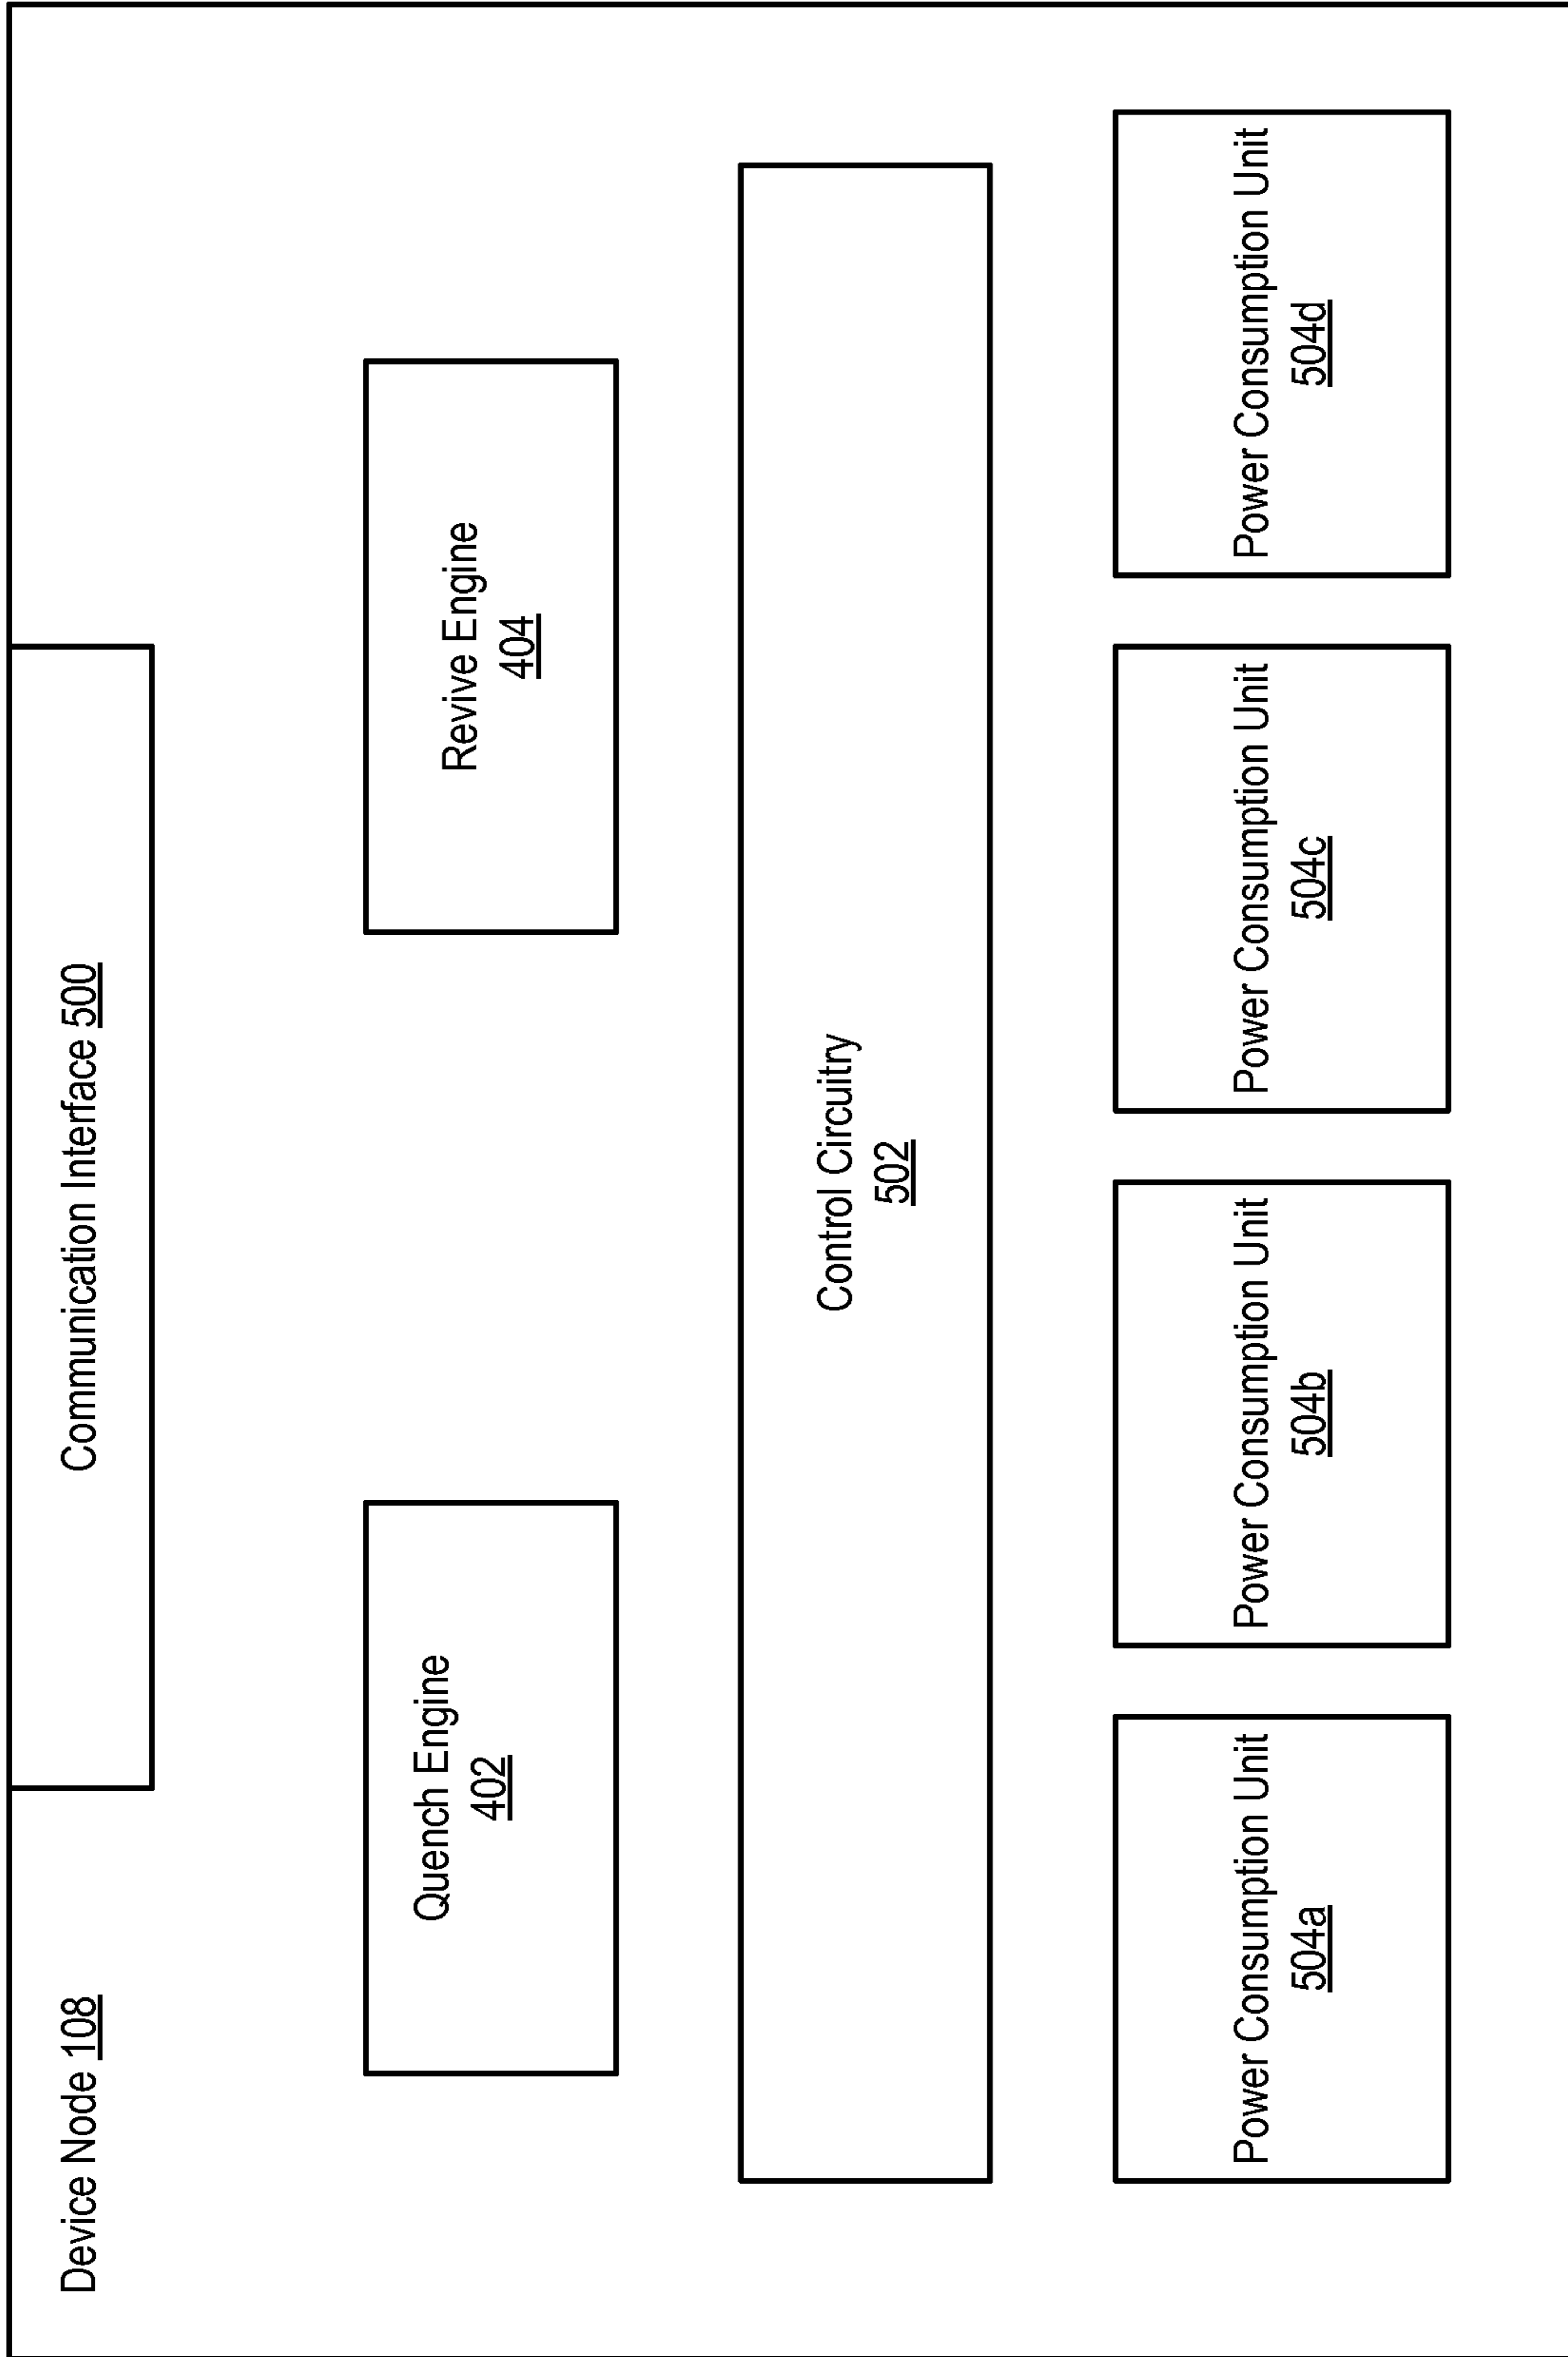 Device Node 108
Communication Interface 500
Quench Engine
402
Revive Engine
404
Control Circuitry
502
Power Consumption Unit
504a
Power Consumption Unit
504b
Power Consumption Unit
504c
Power Consumption Unit
504d